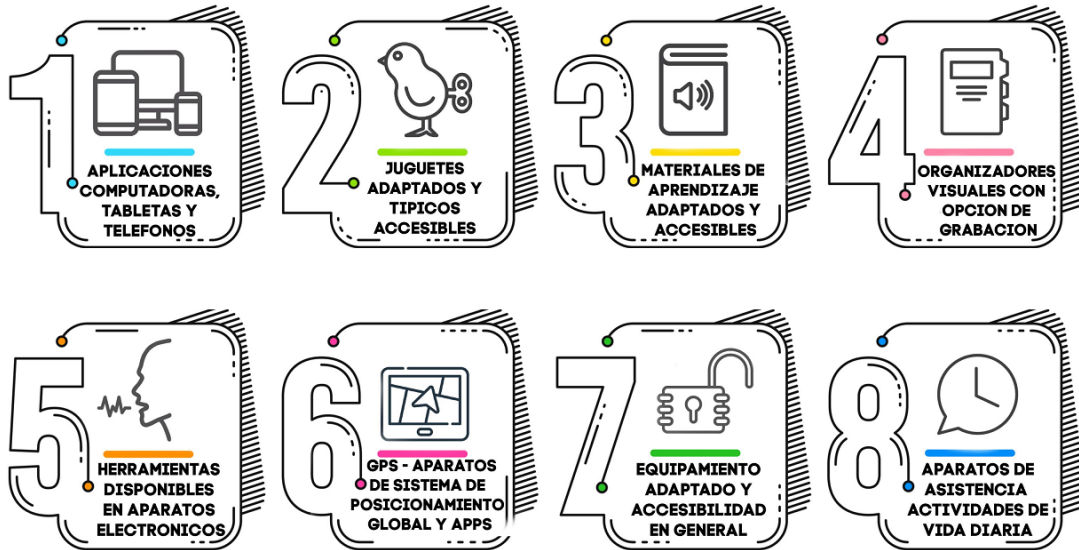 1
APLICACIONES
COMPUTADORAS,
TABLETAS Y
TELEFONOS
2
JUGUETES
ADAPTADOS Y
TIPICOS
ACCESIBLES
3
MATERIALES DE
APRENDIZAJE
ADAPTADOS Y
ACCESIBLES
4
ORGANIZADORES
VISUALES CON
OPCION DE
GRABACION
5
HERRAMIENTAS
DISPONIBLES
EN APARATOS
ELECTRONICOS
6
GPS - APARATOS
DE SISTEMA DE
POSICIONAMIENTO
GLOBAL Y APPS
7
EQUIPAMIENTO
ADAPTADO Y
ACCESIBILIDAD
EN GENERAL
8
APARATOS DE
ASISTENCIA
ACTIVIDADES DE
VIDA DIARIA